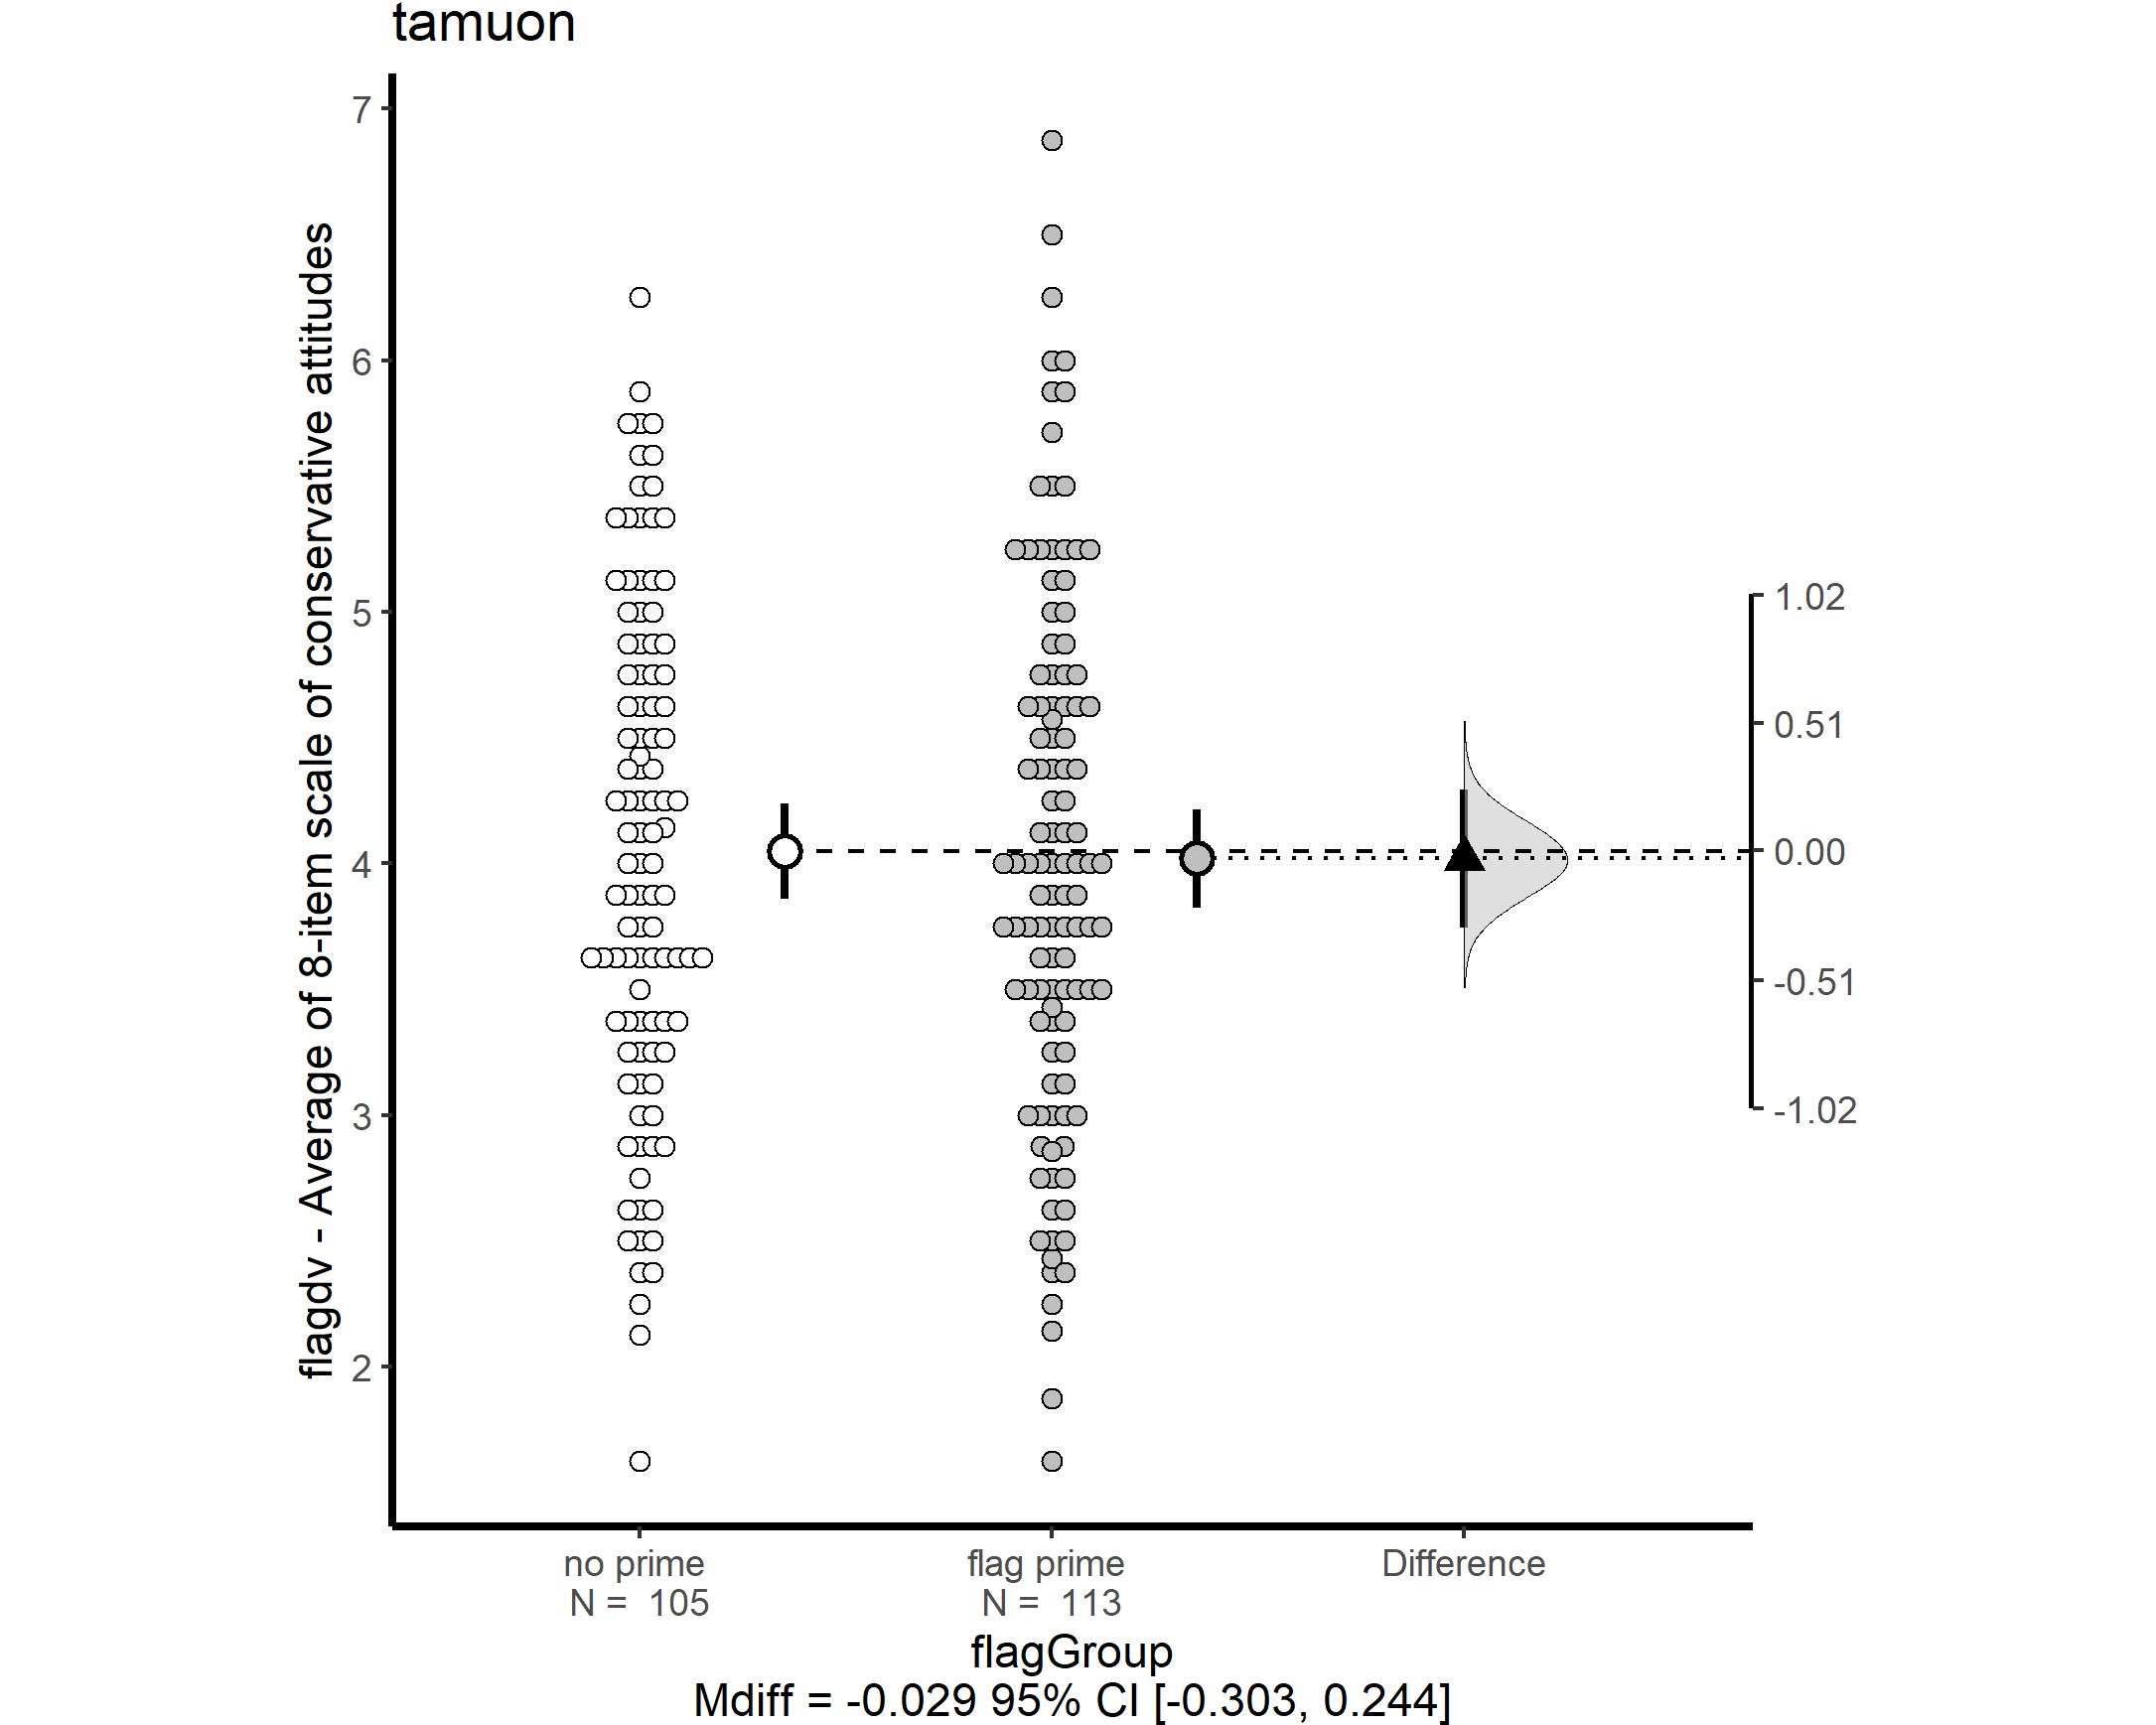 tamuon
flagdv - Average of 8-item scale of conservative attitudes
7
6
5
4
3
2
1.02
0.51
0.00
-0.51
-1.02
no prime
N = 105
flag prime
N = 113
Difference
flagGroup
Mdiff = -0.029 95% CI [-0.303, 0.244]